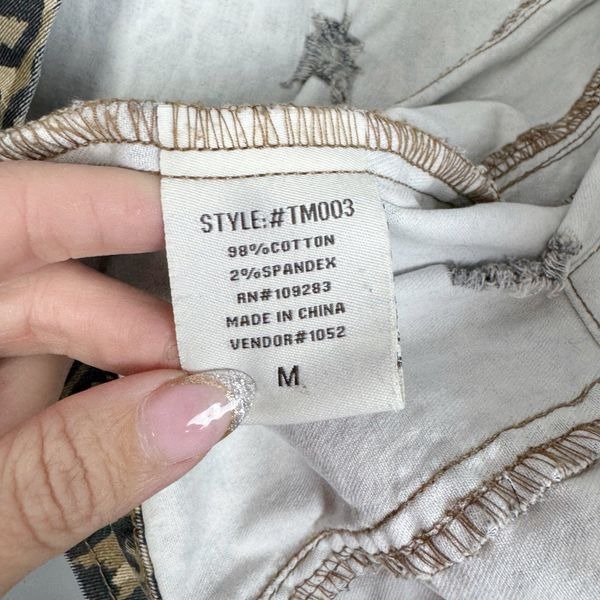 STYLE:#TM003
98%COTTON
2%SPANDEX
RN#109283
MADE IN CHINA
VENDOR#1052
M